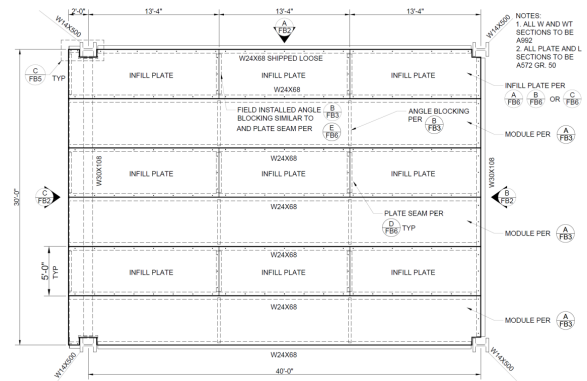 2'-0"
13'-4"
13'-4"
13'-4"
W14X500
A
FB2
W14X500
NOTES:
1. ALL W AND WT
SECTIONS TO BE
A992
2. ALL PLATE AND L
SECTIONS TO BE
A572 GR. 50
C
FB5
TYP
W24X68 SHIPPED LOOSE
INFILL PLATE
INFILL PLATE
INFILL PLATE
W24X68
INFILL PLATE PER
A
FB6
B
FB6
OR
C
FB6
FIELD INSTALLED ANGLE
BLOCKING SIMILAR TO
B
FB3
AND PLATE SEAM PER
E
FB6
ANGLE BLOCKING
PER
B
FB3
MODULE PER
A
FB3
W24X68
W30X108
INFILL PLATE
INFILL PLATE
INFILL PLATE
W30X108
30'-0"
C
FB2
W24X68
B
FB2
PLATE SEAM PER
D
FB6
TYP
MODULE PER
A
FB3
W24X68
5'-0"
TYP
INFILL PLATE
INFILL PLATE
INFILL PLATE
W24X68
MODULE PER
A
FB3
W14X500
W24X68
W14X500
40'-0"